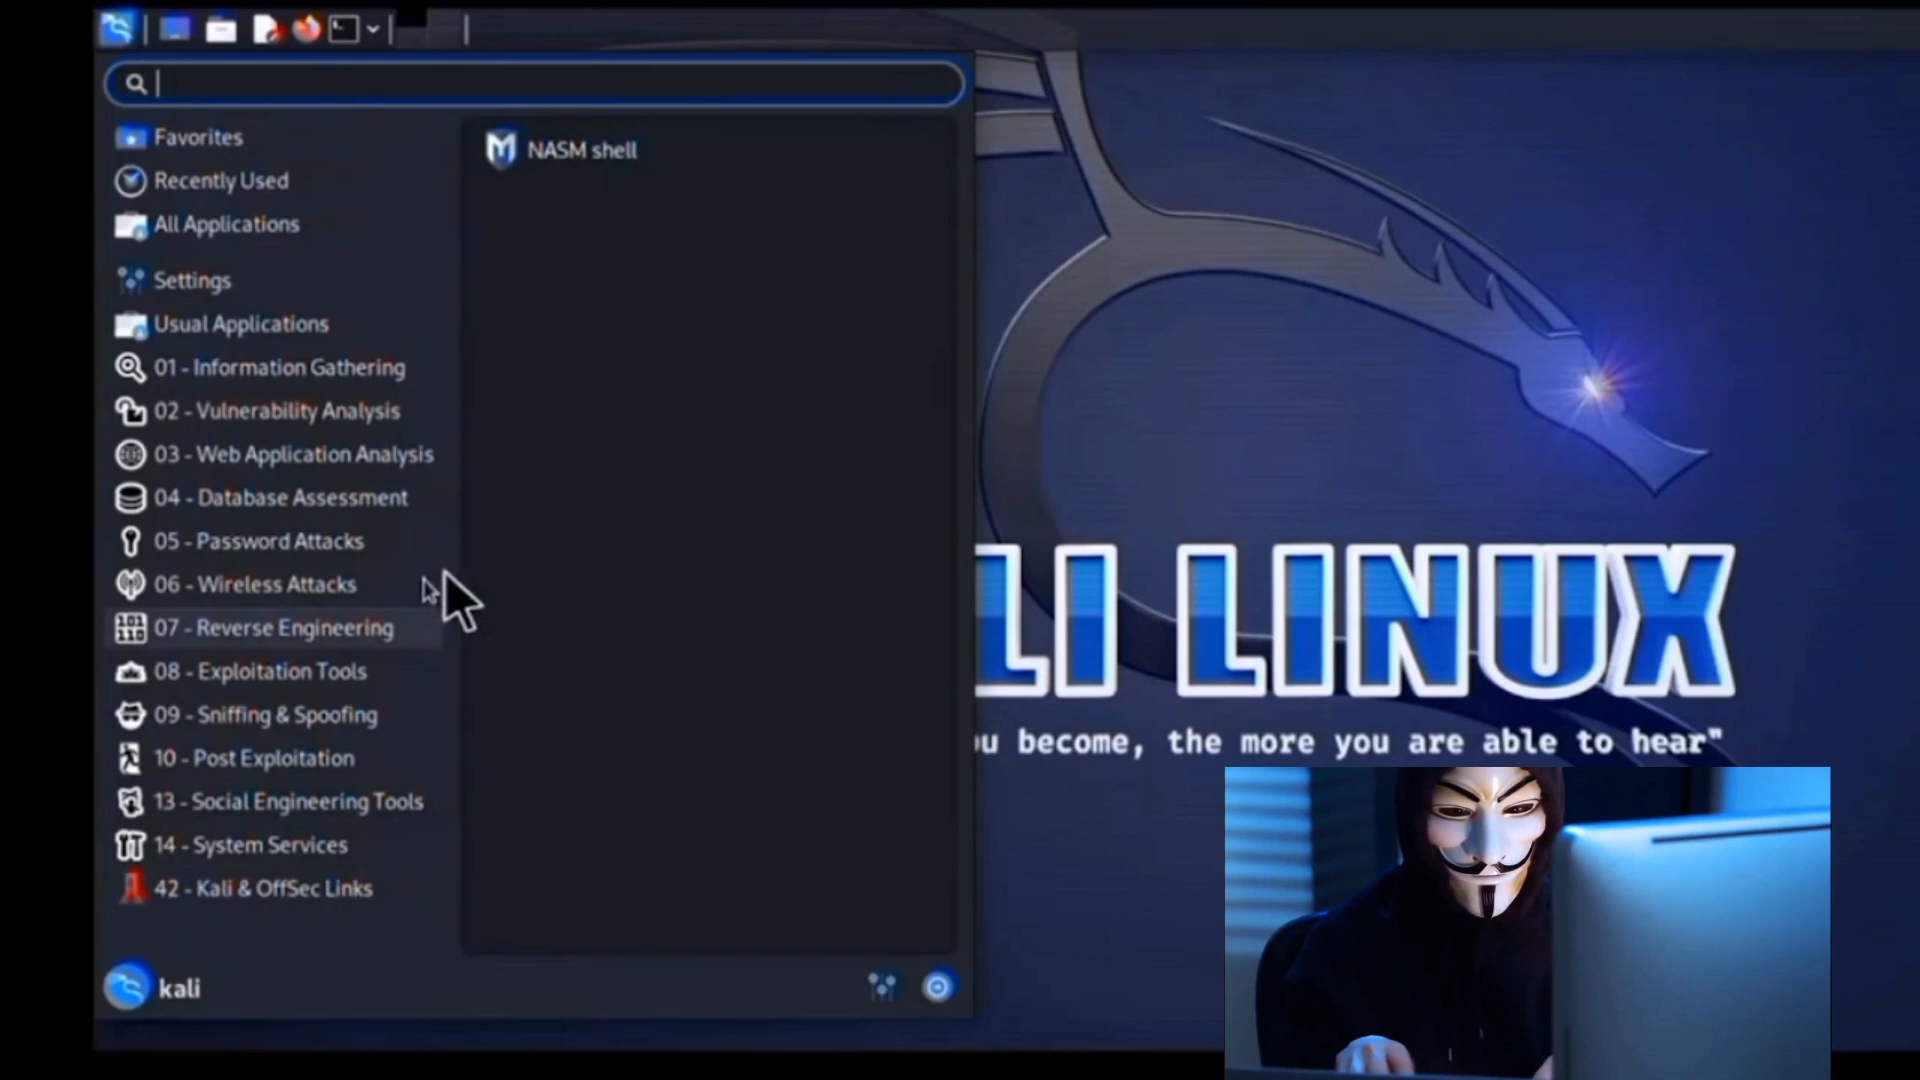 Favorites
Recently Used
All Applications
Settings
Usual Applications
01 - Information Gathering
02 - Vulnerability Analysis
03 - Web Application Analysis
04 - Database Assessment
05 - Password Attacks
06 - Wireless Attacks
07 - Reverse Engineering
08 - Exploitation Tools
09 - Sniffing & Spoofing
10 - Post Exploitation
13 - Social Engineering Tools
14 - System Services
42 - Kali & OffSec Links
kali
NASM shell
LI LINUX
u become, the more you are able to hear"